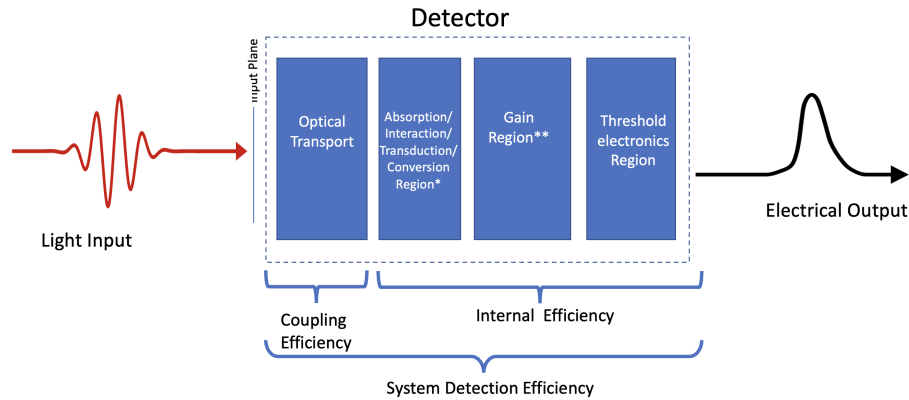 Detector
Input Plane
Optical
Transport
Absorption/
Interaction/
Transduction/
Conversion
Region*
Gain
Region**
Threshold
electronics
Region
Light Input
Electrical Output
Coupling
Efficiency
Internal Efficiency
System Detection Efficiency